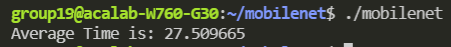 group19@acalab-W760-G30:~/mobilenet$ ./mobilenet
Average Time is: 27.509665